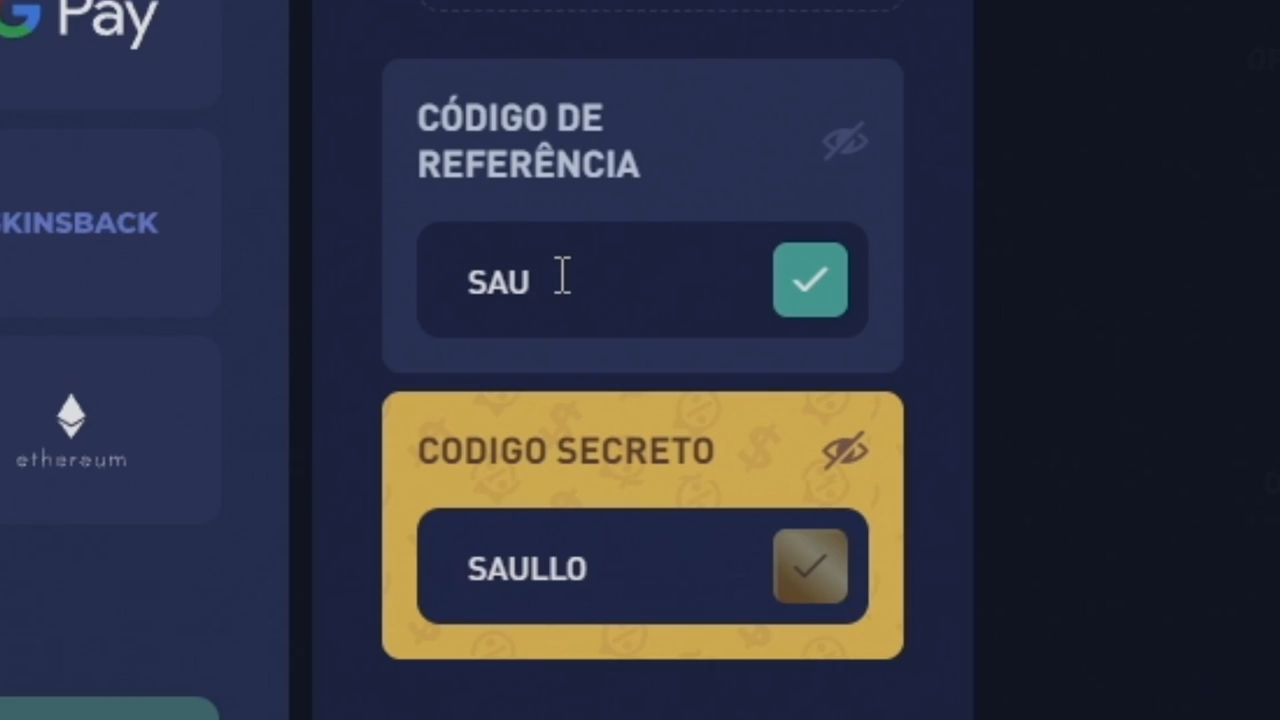 G Pay
KINSBACK
ethereum
CÓDIGO DE
REFERÊNCIA
SAU
CODIGO SECRETO
SAULLO